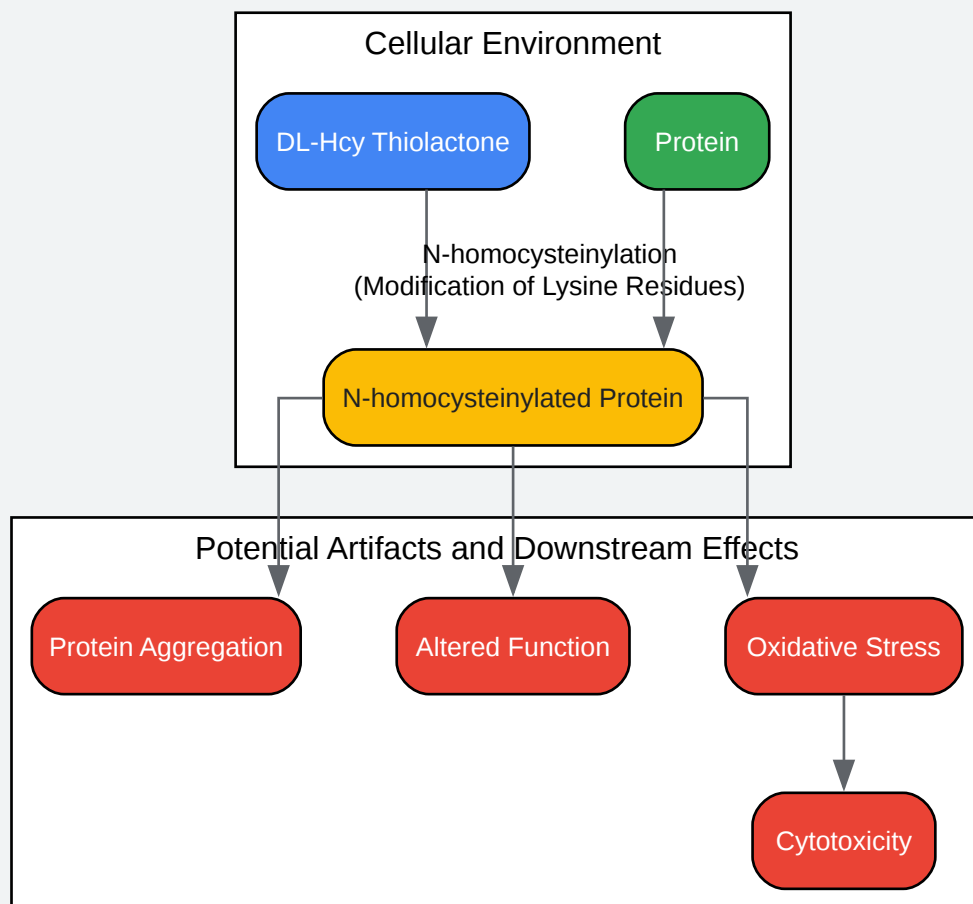 Cellular Environment
DL-Hcy Thiolactone
Protein
N-homocysteinylation
(Modification of Lysine Residues)
N-homocysteinylated Protein
Potential Artifacts and Downstream Effects
Protein Aggregation
Altered Function
Oxidative Stress
Cytotoxicity